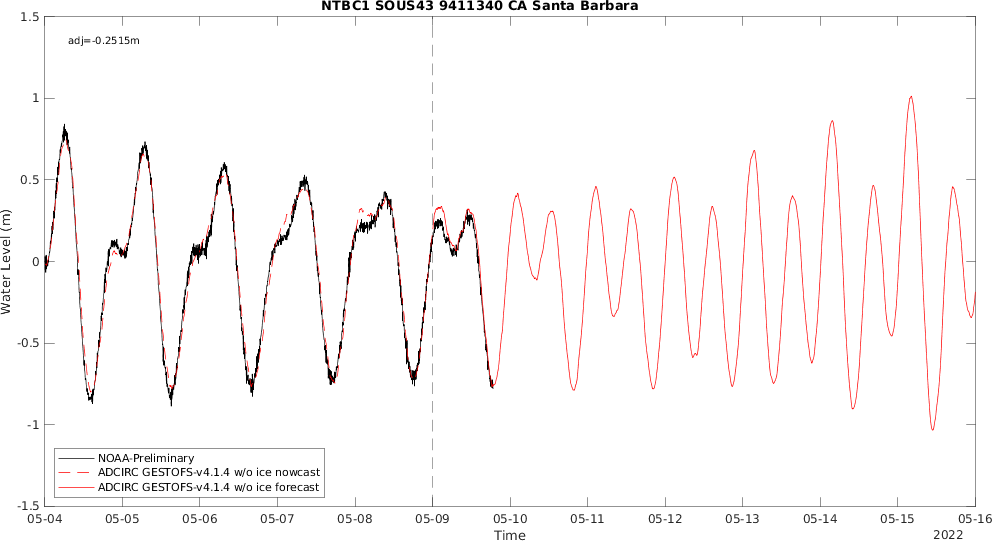 NTBC1 SOUS43 9411340 CA Santa Barbara
adj=-0.2515m
Water Level (m)
1.5
1
0.5
0
-0.5
-1
-1.5
NOAA-Preliminary
ADCIRC GESTOFS-v4.1.4 w/o ice nowcast
ADCIRC GESTOFS-v4.1.4 w/o ice forecast
05-04 05-05 05-06 05-07 05-08 05-09 05-10 05-11 05-12 05-13 05-14 05-15 05-16
Time
2022